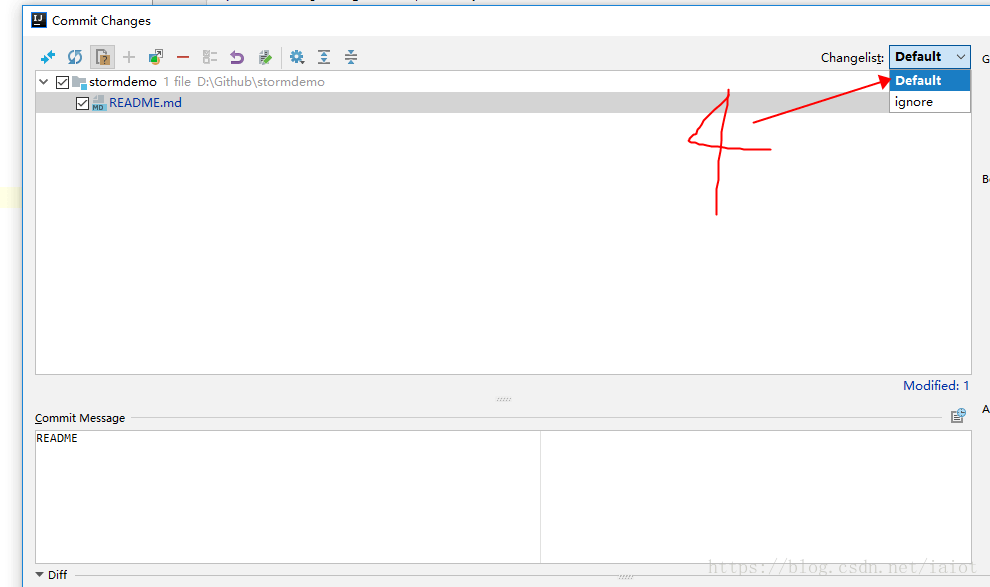 Commit Changes
Changelist: Default
Default
ignore
stormdemo 1 file D:\Github\stormdemo
MD README.md
4
Modified: 1
Commit Message
README
Diff
https://blog.csdn.net/iaiot